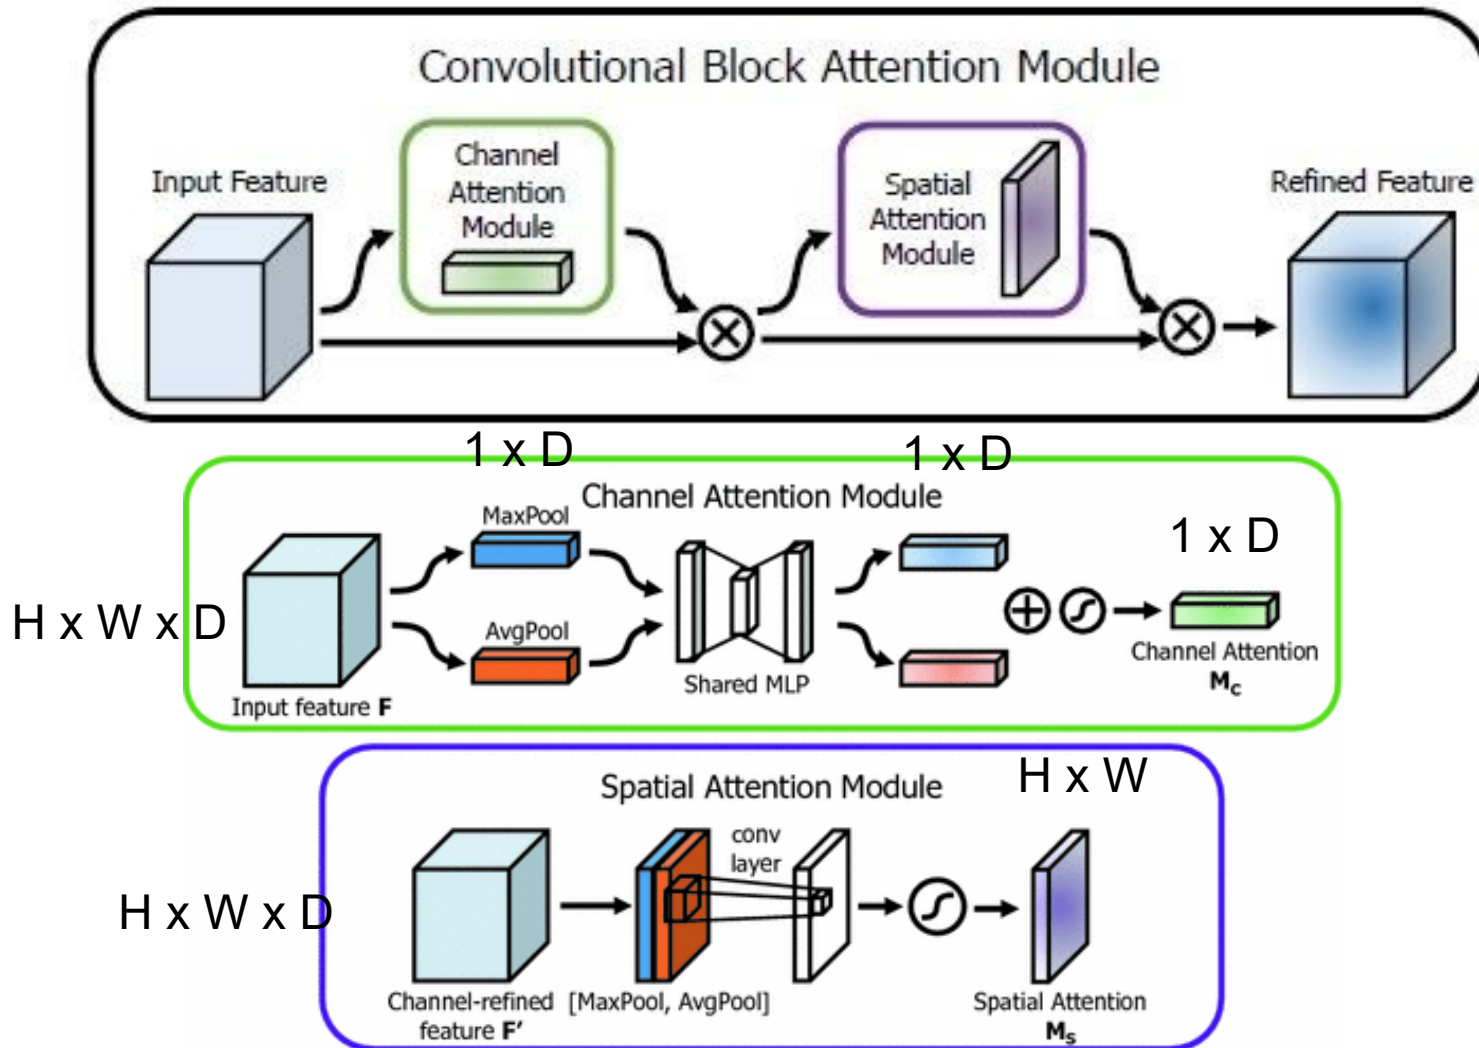 Convolutional Block Attention Module
Input Feature
Channel
Attention
Module
Spatial
Attention
Module
Refined Feature
1 x D
1 x D
Channel Attention Module
MaxPool
1 x D
H x W x D
AvgPool
Shared MLP
Channel Attention
Mc
Input feature F
H x W
Spatial Attention Module
conv
layer
H x W x D
Channel-refined
feature F'
[MaxPool, AvgPool]
Spatial Attention
Ms